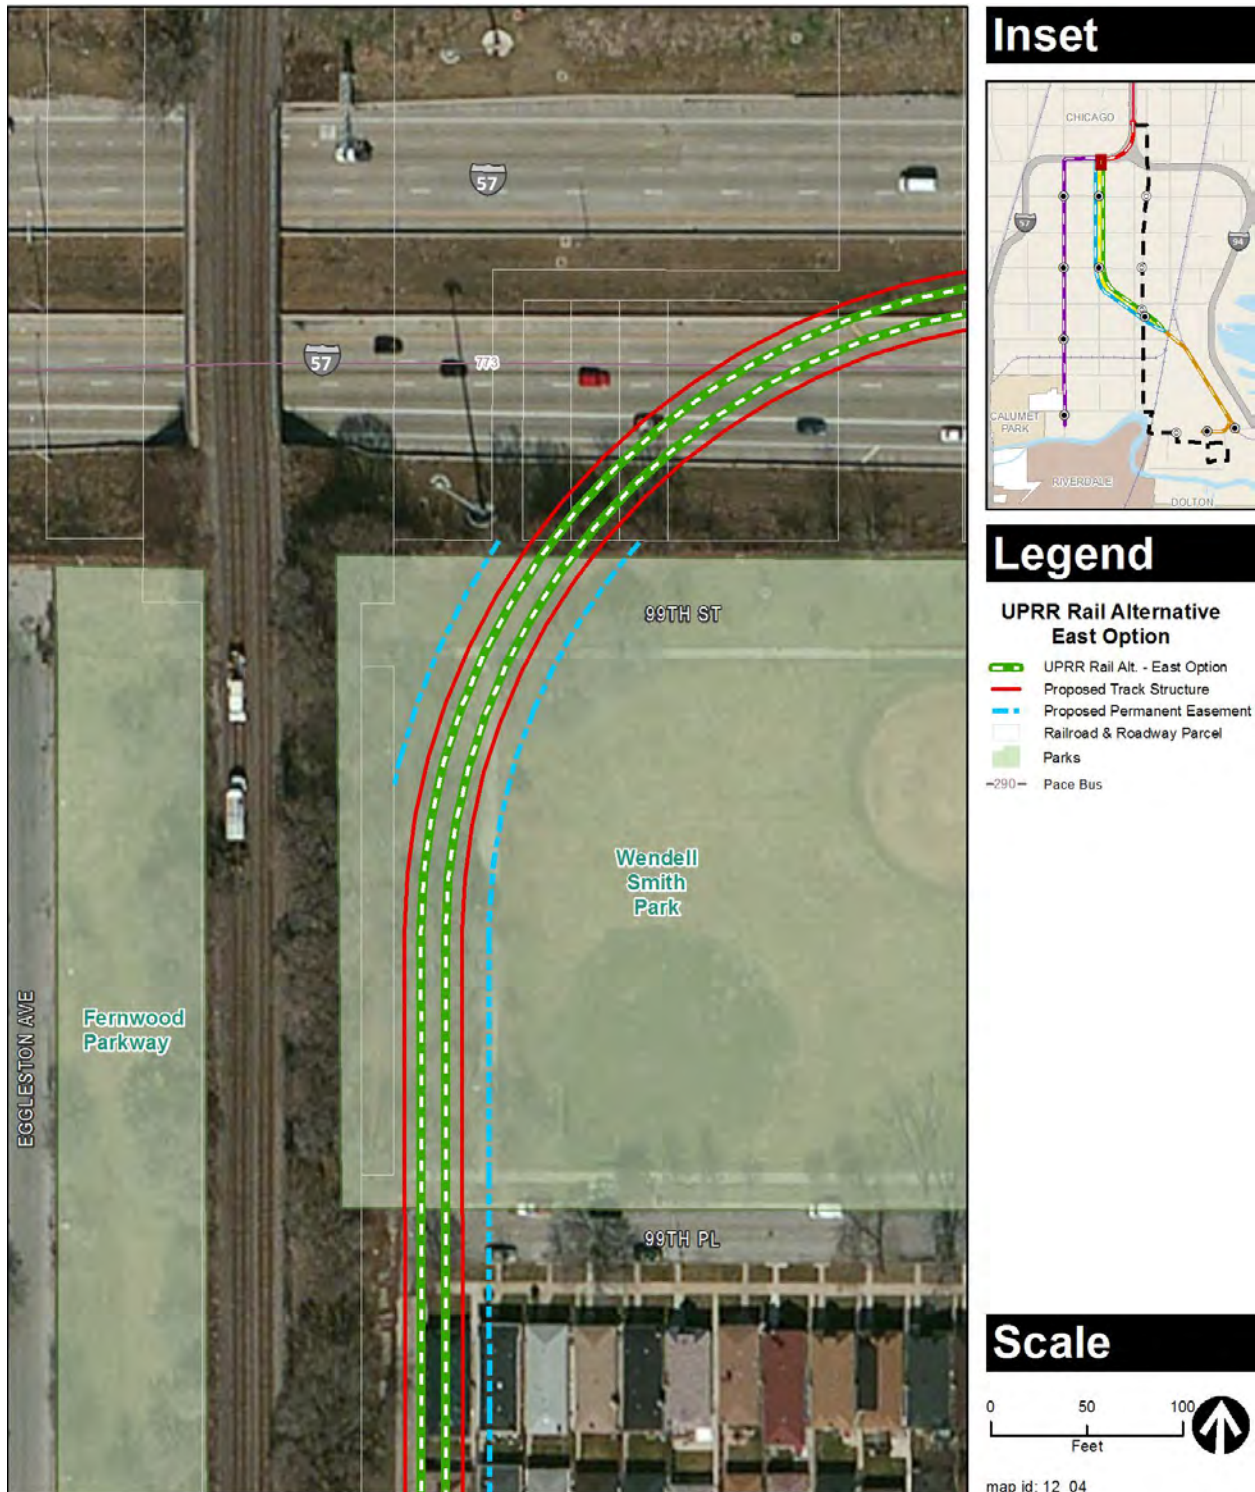 57
57
773
99TH ST
Wendell
Smith
Park
Fernwood
Parkway
EGGLESTON AVE
99TH PL
Inset
CHICAGO
57
94
CALUMET
PARK
RIVERDALE
DOLTON
Legend
UPRR Rail Alternative
East Option
UPRR Rail Alt. - East Option
Proposed Track Structure
Proposed Permanent Easement
Railroad & Roadway Parcel
Parks
290
Pace Bus
Scale
0 50 100
Feet
map id: 12_04